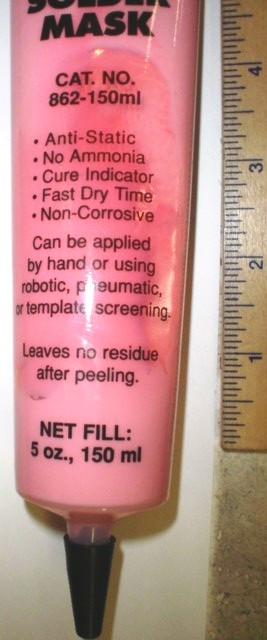 SOLDER
MASK
CAT. NO.
862-150ml
• Anti-Static
• No Ammonia
• Cure Indicator
• Fast Dry Time
• Non-Corrosive
Can be applied
by hand or using
robotic, pneumatic,
or template screening.
Leaves no residue
after peeling.
NET FILL:
5 oz., 150 ml
4
3
2
1